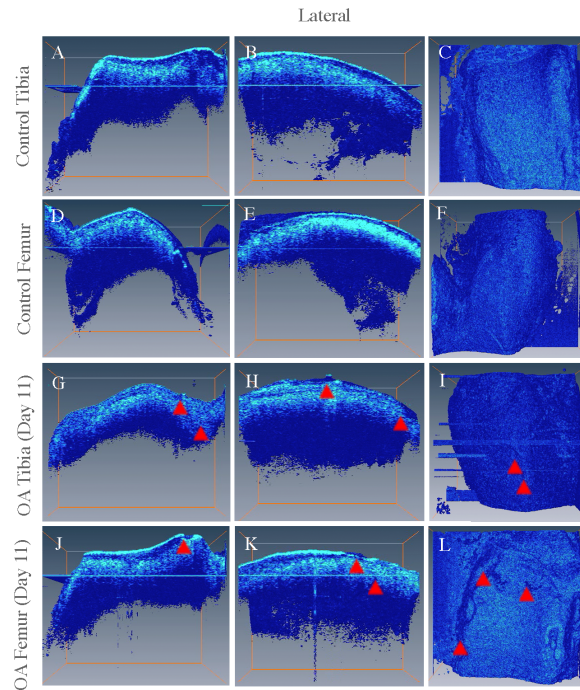 Lateral
Control Tibia
A
B
C
Control Femur
D
E
F
OA Tibia (Day 11)
G
H
I
OA Femur (Day 11)
J
K
L